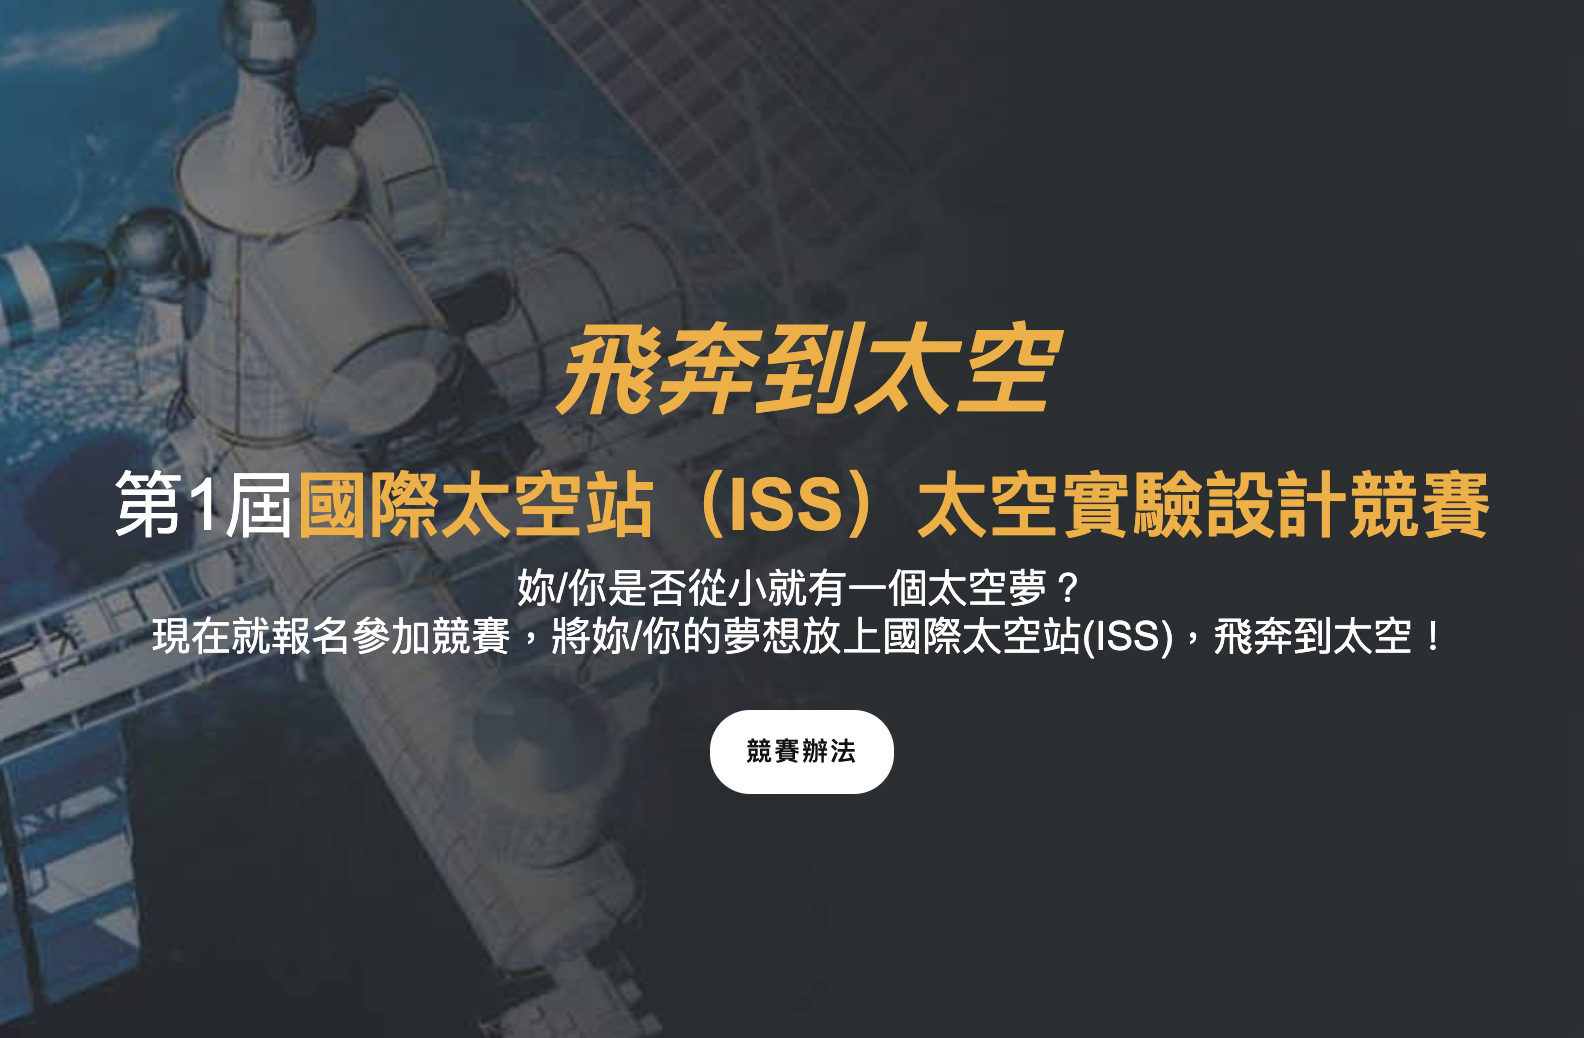 飛奔到太空
第1屆國際太空站（ISS）太空實驗設計競賽
妳/你是否從小就有一個太空夢？
現在就報名參加競賽，將妳/你的夢想放上國際太空站(ISS)，飛奔到太空！
競賽辦法